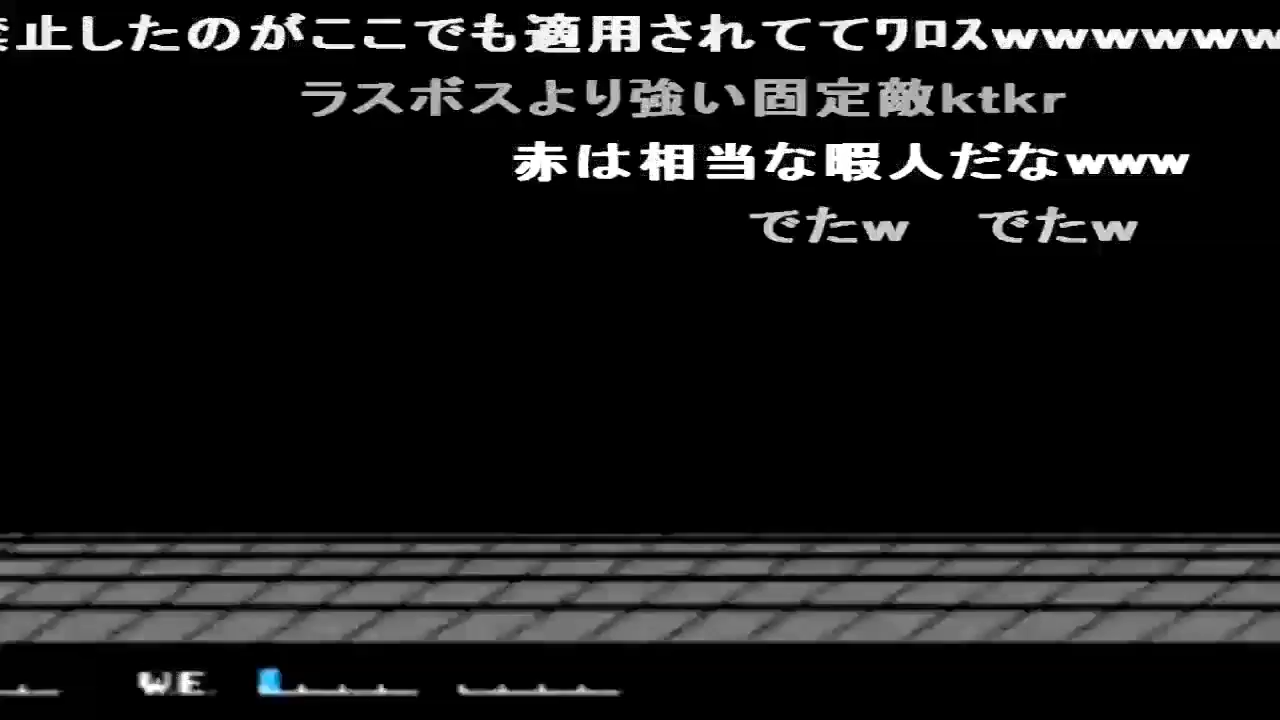 止したのがここでも適用されててﾜﾛｽwwwwwww
ラスボスより強い固定敵ktkr
赤は相当な暇人だなwww
でたw　でたw
W.E.